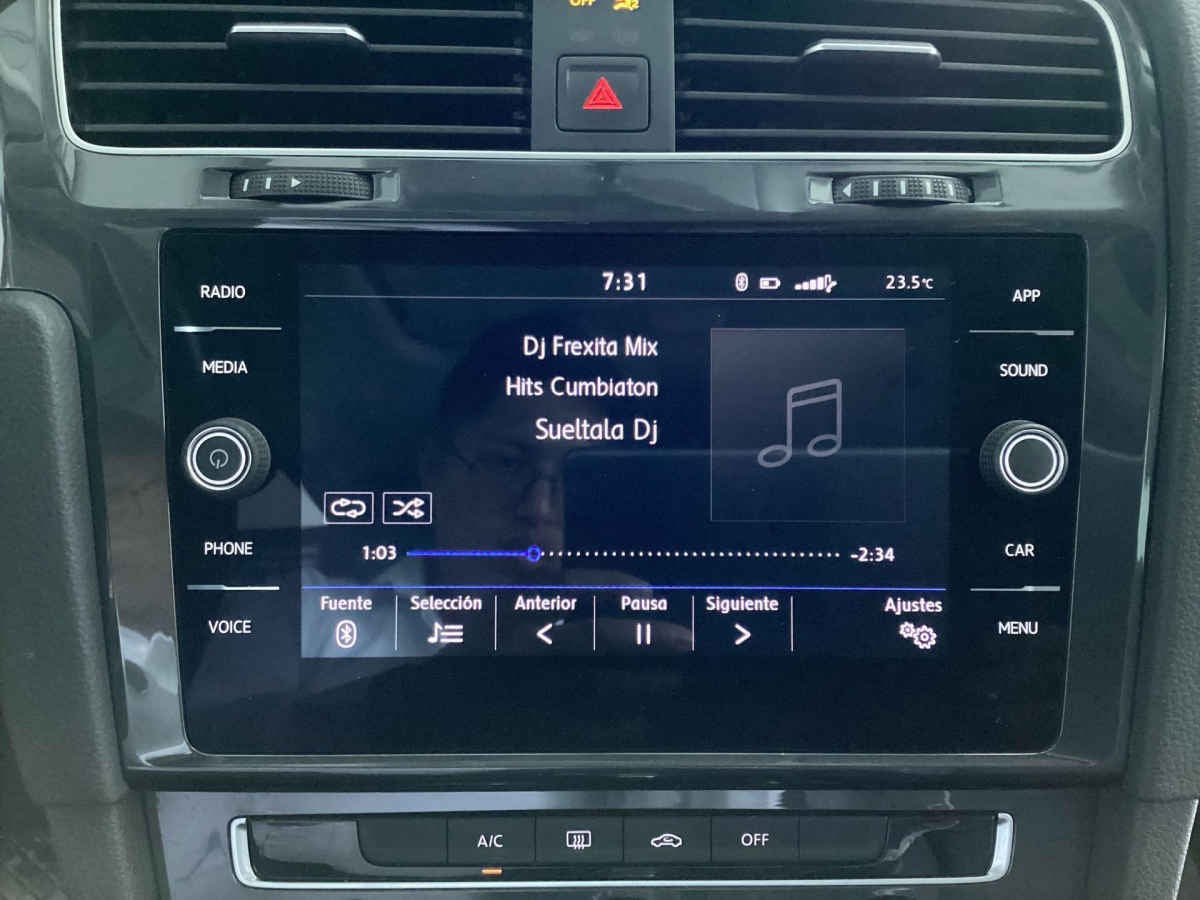 OFF
7:31 23.5°C
RADIO
APP
MEDIA
SOUND
Dj Frexita Mix
Hits Cumbiaton
Sueltala Dj
1:03 -2:34
PHONE
CAR
Fuente Selección Anterior Pausa Siguiente Ajustes
VOICE
MENU
A/C OFF